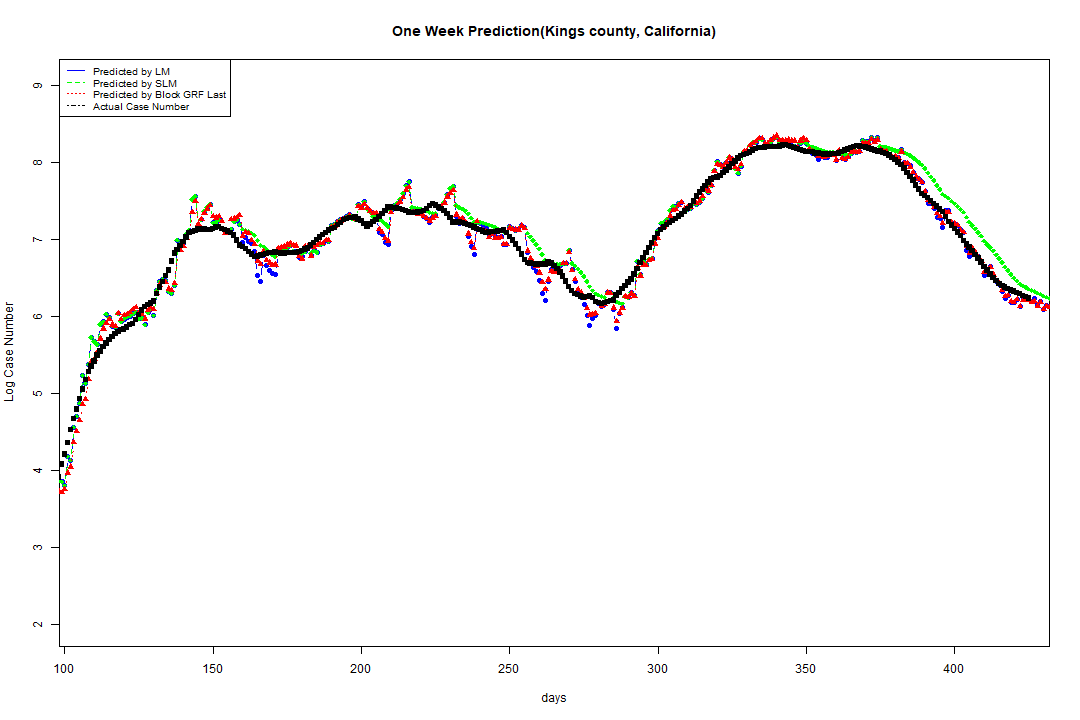 One Week Prediction(Kings county, California)
Predicted by LM
Predicted by SLM
Predicted by Block GRF Last
Actual Case Number
9
8
7
6
5
4
3
2
Log Case Number
100 150 200 250 300 350 400
days